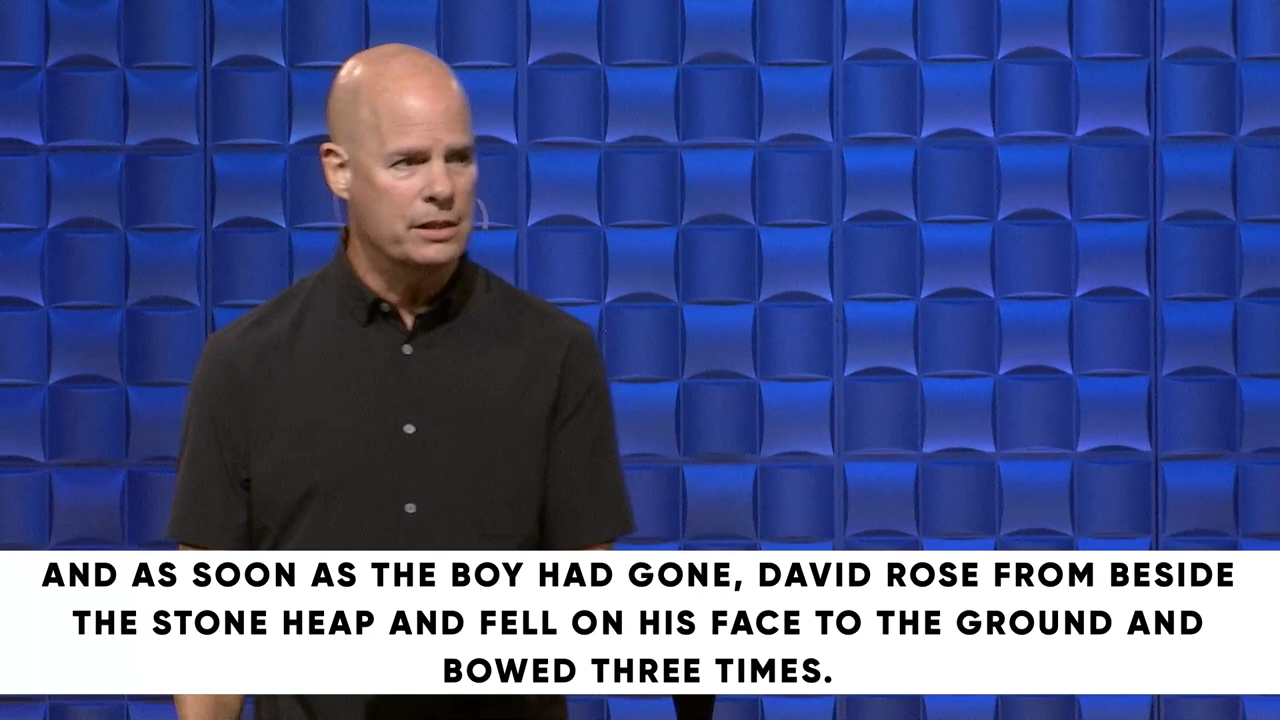 AND AS SOON AS THE BOY HAD GONE, DAVID ROSE FROM BESIDE
THE STONE HEAP AND FELL ON HIS FACE TO THE GROUND AND
BOWED THREE TIMES.